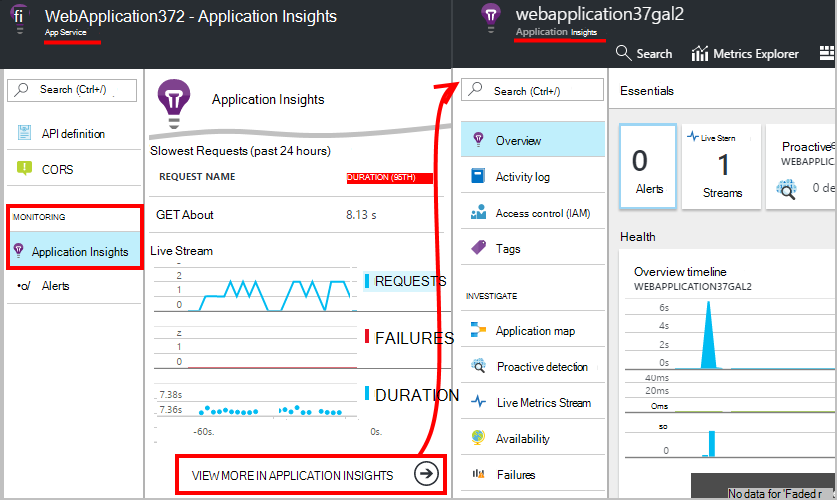 fi
WebApplication372 - Application Insights
App Service
Search (Ctrl+/)
API definition
CORS
MONITORING
Application Insights
•o/ Alerts
Application Insights
Slowest Requests (past 24 hours)
REQUEST NAME DURATION (95TH)
GET About 8.13 s
Live Stream
2
1
0
REQUESTS
z
1
0
FAILURES
7.38s
7.36s
DURATION
-60s. 0s.
VIEW MORE IN APPLICATION INSIGHTS
webapplication37gal2
Application Insights
Search Metrics Explorer
Search (Ctrl+/)
Overview
Activity log
Access control (IAM)
Tags
INVESTIGATE
Application map
Proactive detection
Live Metrics Stream
Availability
Failures
Essentials
0
Alerts
Live Stern
1
Streams
Proactive
WEBAPPLIC
0 de
Health
Overview timeline
WEBAPPLICATION37GAL2
6s
4s
2s
0s
40ms
20ms
Oms
so
0
No data for 'Faded r